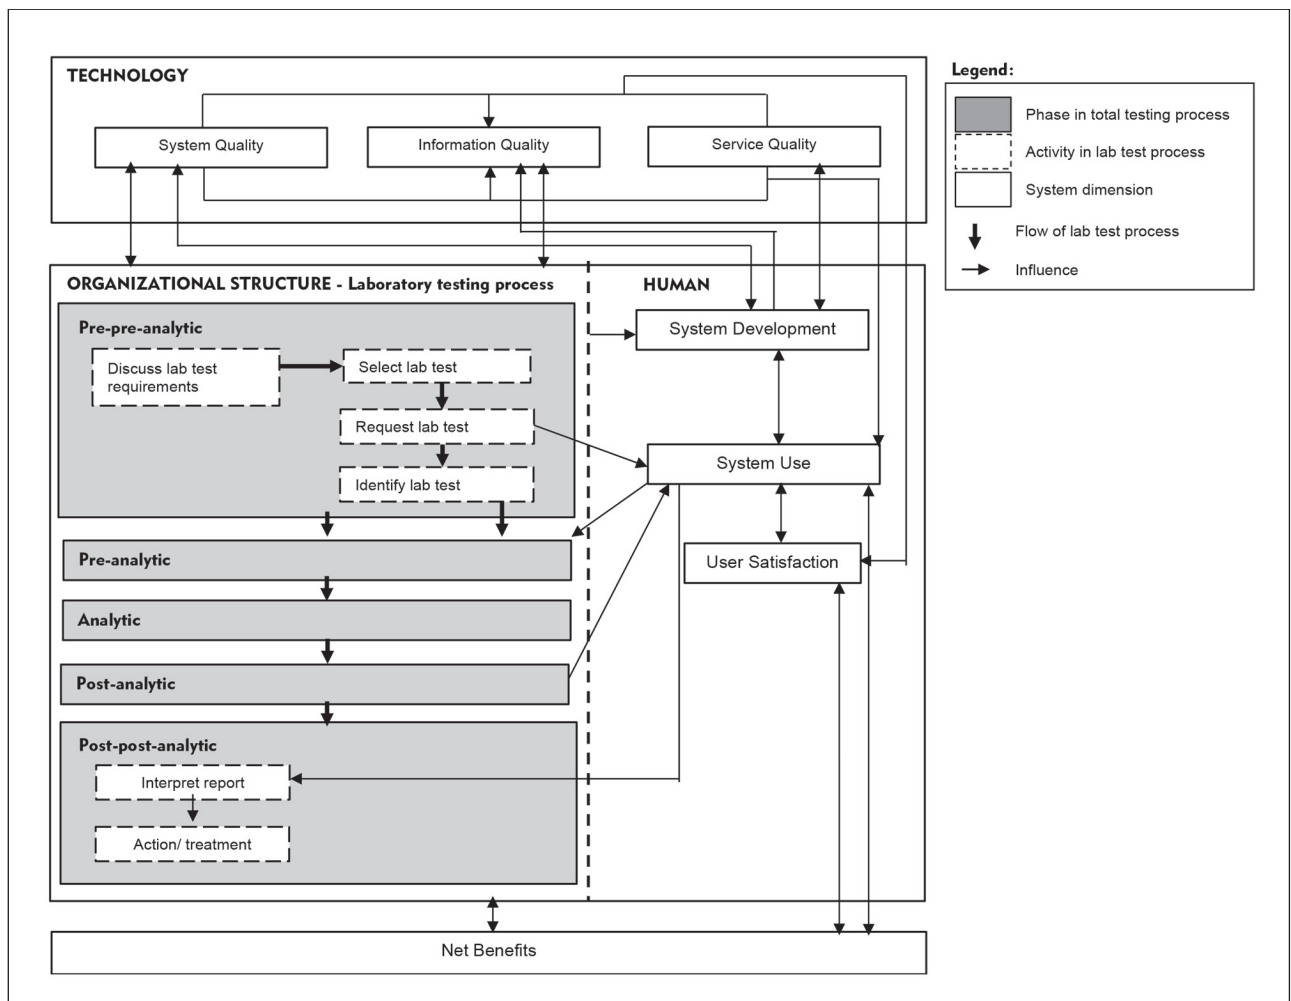 TECHNOLOGY
System Quality
Information Quality
Service Quality
Legend:
Phase in total testing process
Activity in lab test process
System dimension
Flow of lab test process
Influence
ORGANIZATIONAL STRUCTURE - Laboratory testing process
HUMAN
Pre-pre-analytic
Discuss lab test
requirements
Select lab test
Request lab test
Identify lab test
System Development
System Use
User Satisfaction
Pre-analytic
Analytic
Post-analytic
Post-post-analytic
Interpret report
Action/ treatment
Net Benefits